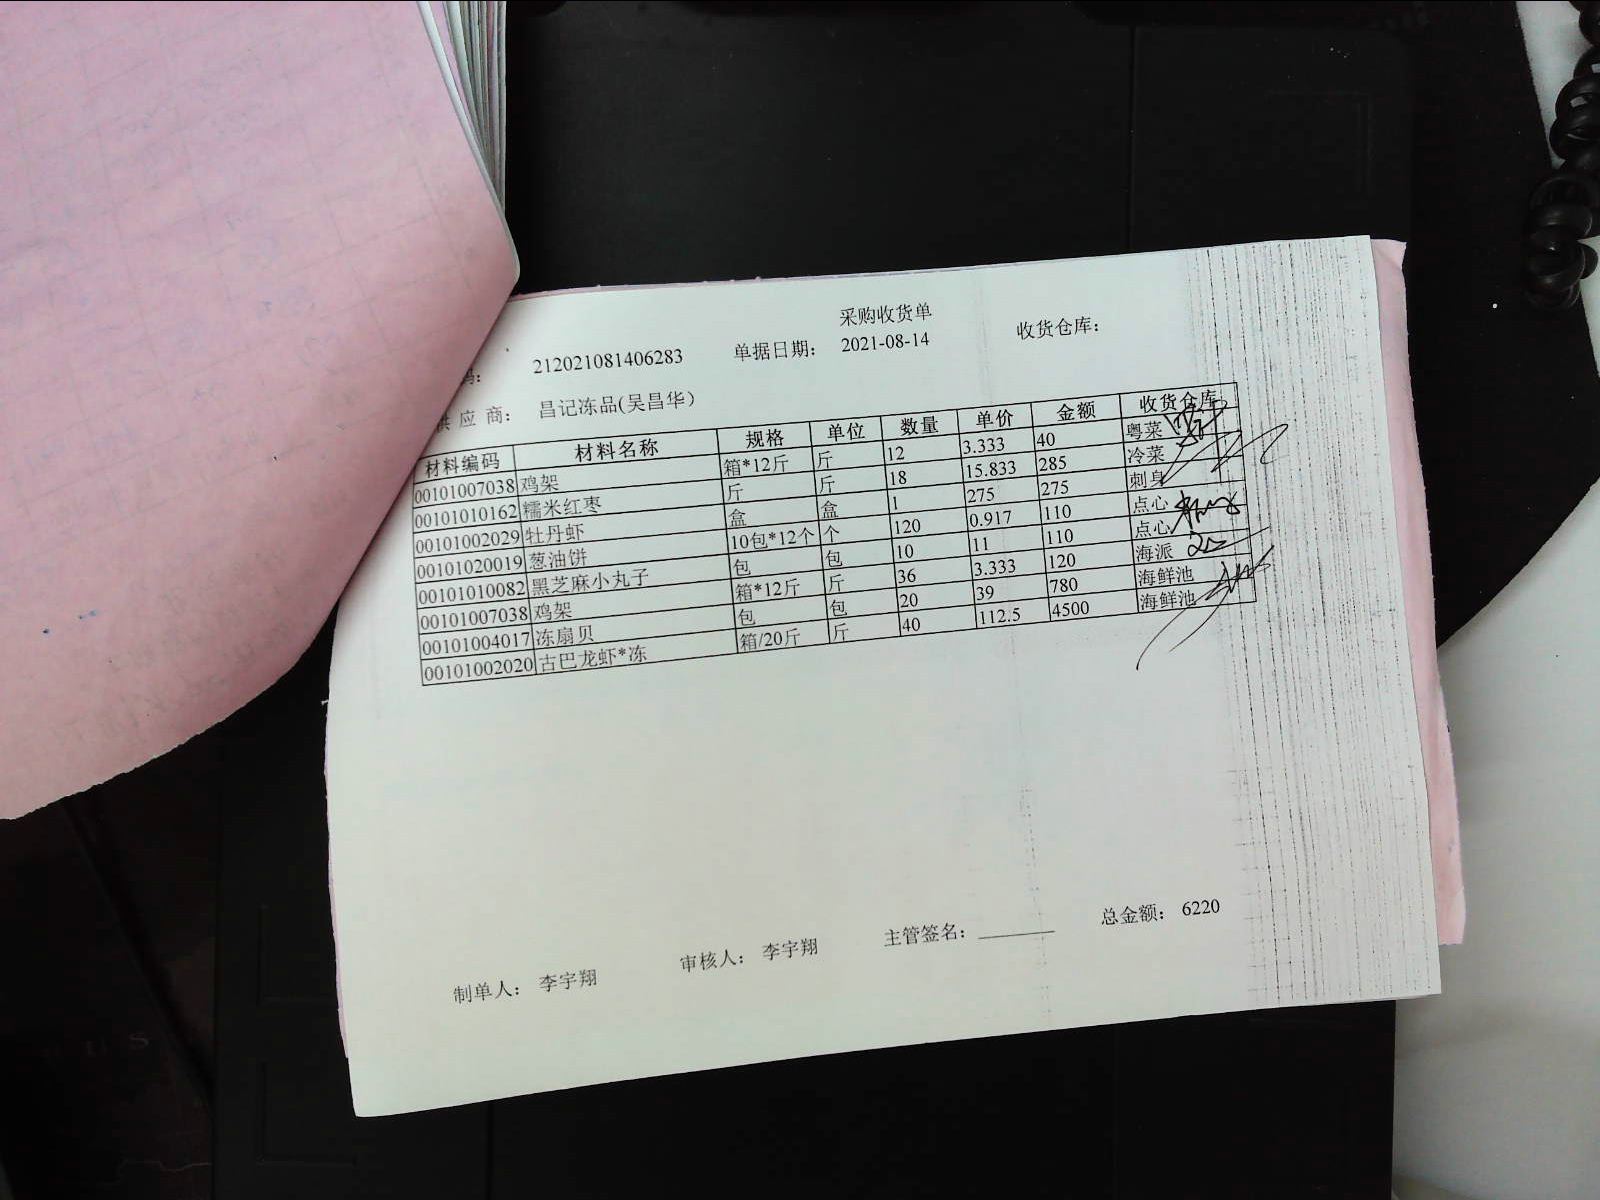 采购收货单
码： 212021081406283 单据日期： 2021-08-14 收货仓库：
供 应 商： 昌记冻品(吴昌华)
材料编码 材料名称 规格 单位 数量 单价 金额 收货仓库
00101007038 鸡架 箱*12斤 斤 12 3.333 40 粤菜
00101010162 糯米红枣 斤 斤 18 15.833 285 冷菜
00101002029 牡丹虾 盒 盒 1 275 275 刺身
00101020019 葱油饼 10包*12个 个 120 0.917 110 点心
00101010082 黑芝麻小丸子 包 包 10 11 110 点心
00101007038 鸡架 箱*12斤 斤 36 3.333 120 海派
00101004017 冻扇贝 包 包 20 39 780 海鲜池
00101002020 古巴龙虾*冻 箱/20斤 斤 40 112.5 4500 海鲜池
制单人： 李宇翔 审核人： 李宇翔 主管签名： 总金额： 6220